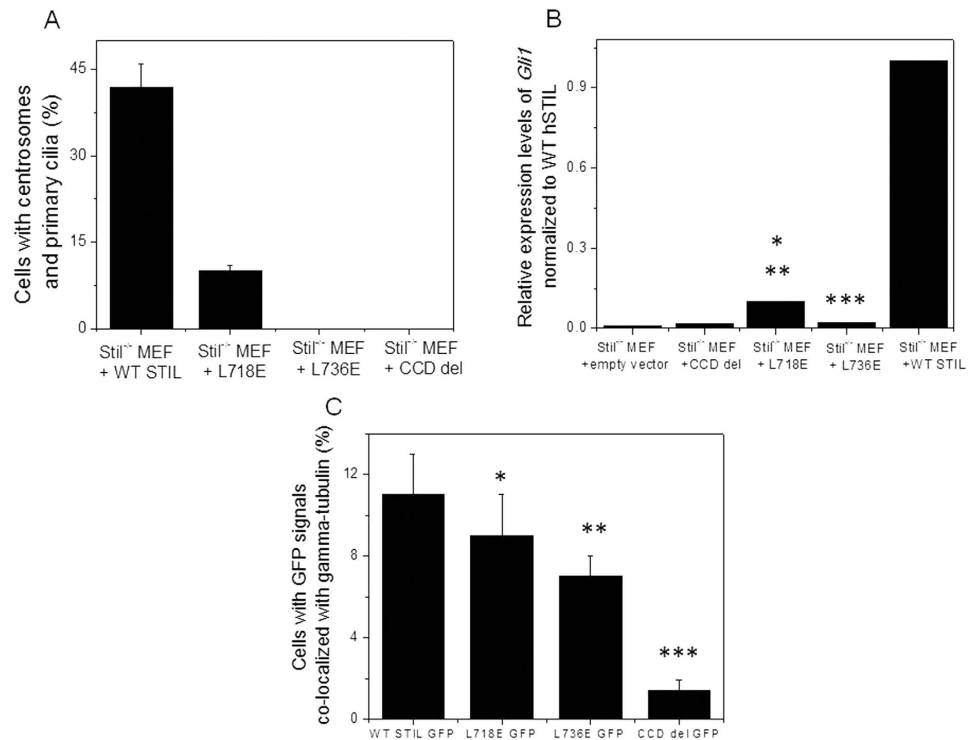 A
Cells with centrosomes
and primary cilia (%)
45
30
15
0
Stil-/- MEF
+ WT STIL
Stil-/- MEF
+ L718E
Stil-/- MEF
+ L736E
Stil-/- MEF
+ CCD del
B
Relative expression levels of Gli1
normalized to WT hSTIL
0.9
0.6
0.3
0.0
*
**
***
Stil-/- MEF
+empty vector
Stil-/- MEF
+CCD del
Stil-/- MEF
+ L718E
Stil-/- MEF
+ L736E
Stil-/- MEF
+WT STIL
C
Cells with GFP signals
co-localized with gamma-tubulin (%)
12
8
4
0
*
**
***
WT STIL GFP
L718E GFP
L736E GFP
CCD del GFP